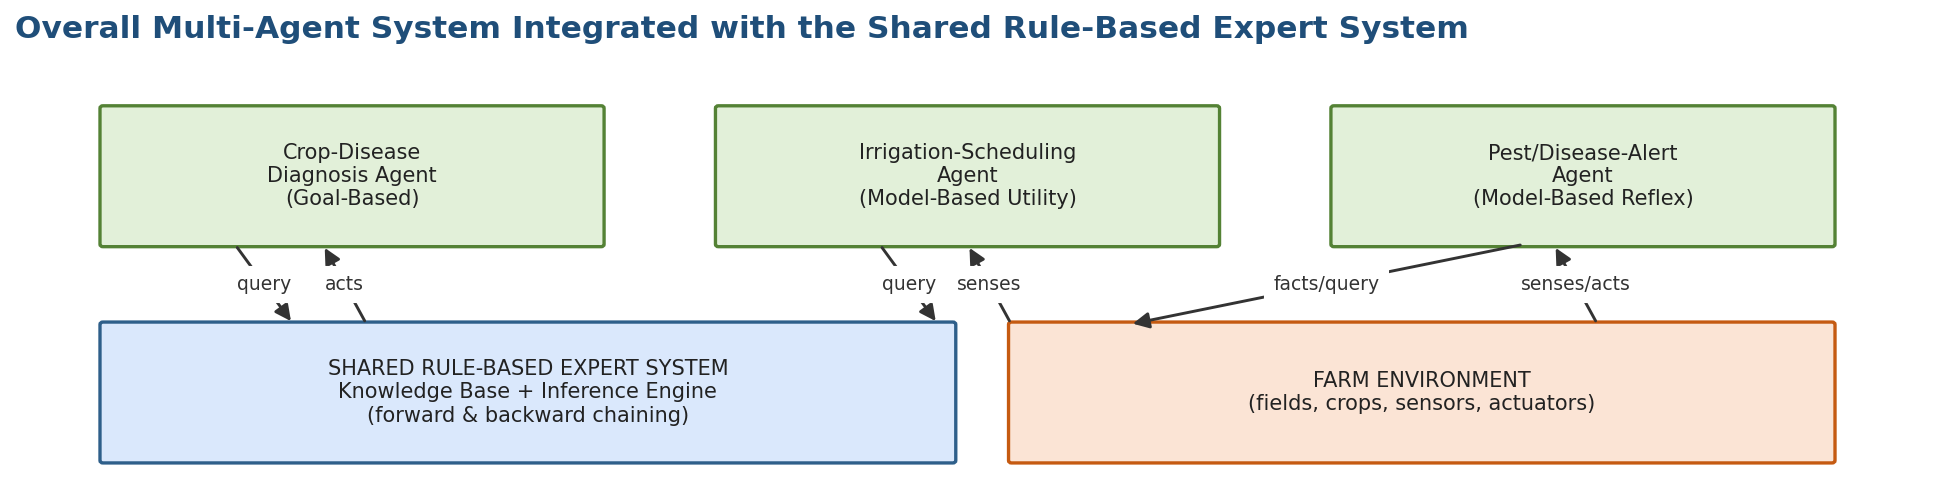 Overall Multi-Agent System Integrated with the Shared Rule-Based Expert System
Crop-Disease
Diagnosis Agent
(Goal-Based)
Irrigation-Scheduling
Agent
(Model-Based Utility)
Pest/Disease-Alert
Agent
(Model-Based Reflex)
query
acts
query
senses
facts/query
senses/acts
SHARED RULE-BASED EXPERT SYSTEM
Knowledge Base + Inference Engine
(forward & backward chaining)
FARM ENVIRONMENT
(fields, crops, sensors, actuators)